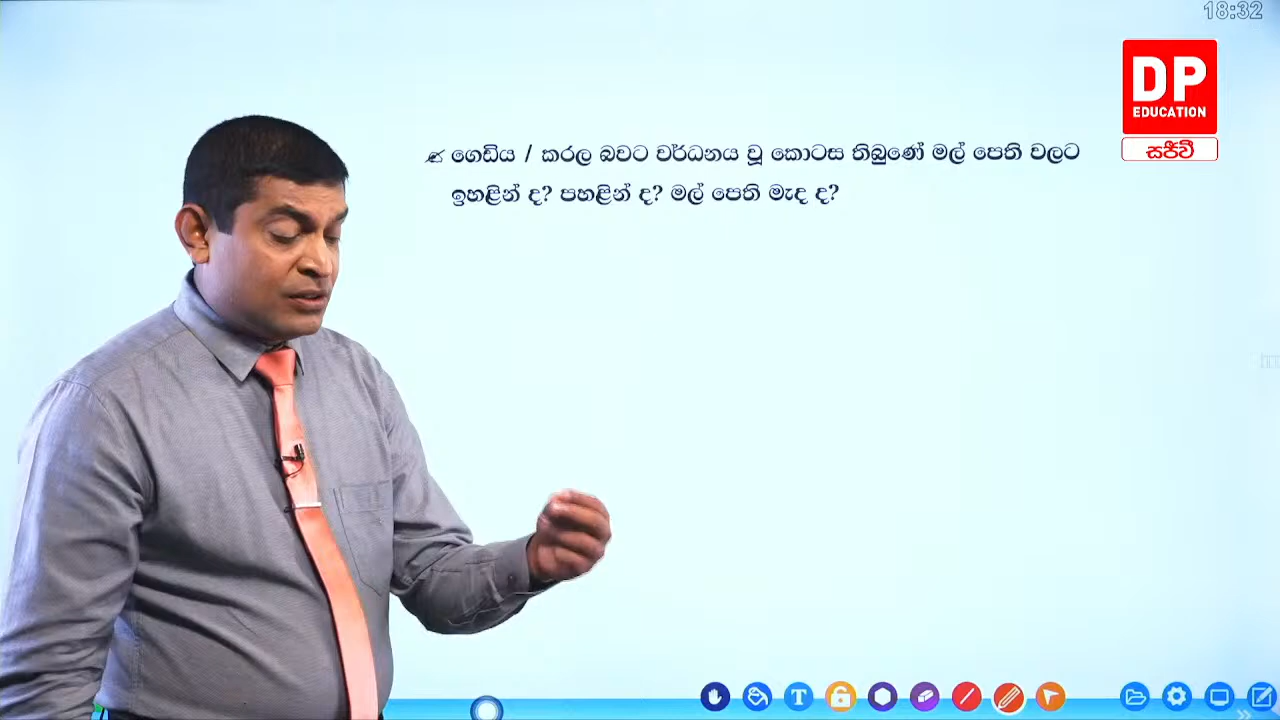 18:32
DP
EDUCATION
සජීවී
ගෙඩිය / කරල බවට වර්ධනය වූ කොටස තිබුණේ මල් පෙති වලට
ඉහළින් ද? පහළින් ද? මල් පෙති මැද ද?
T